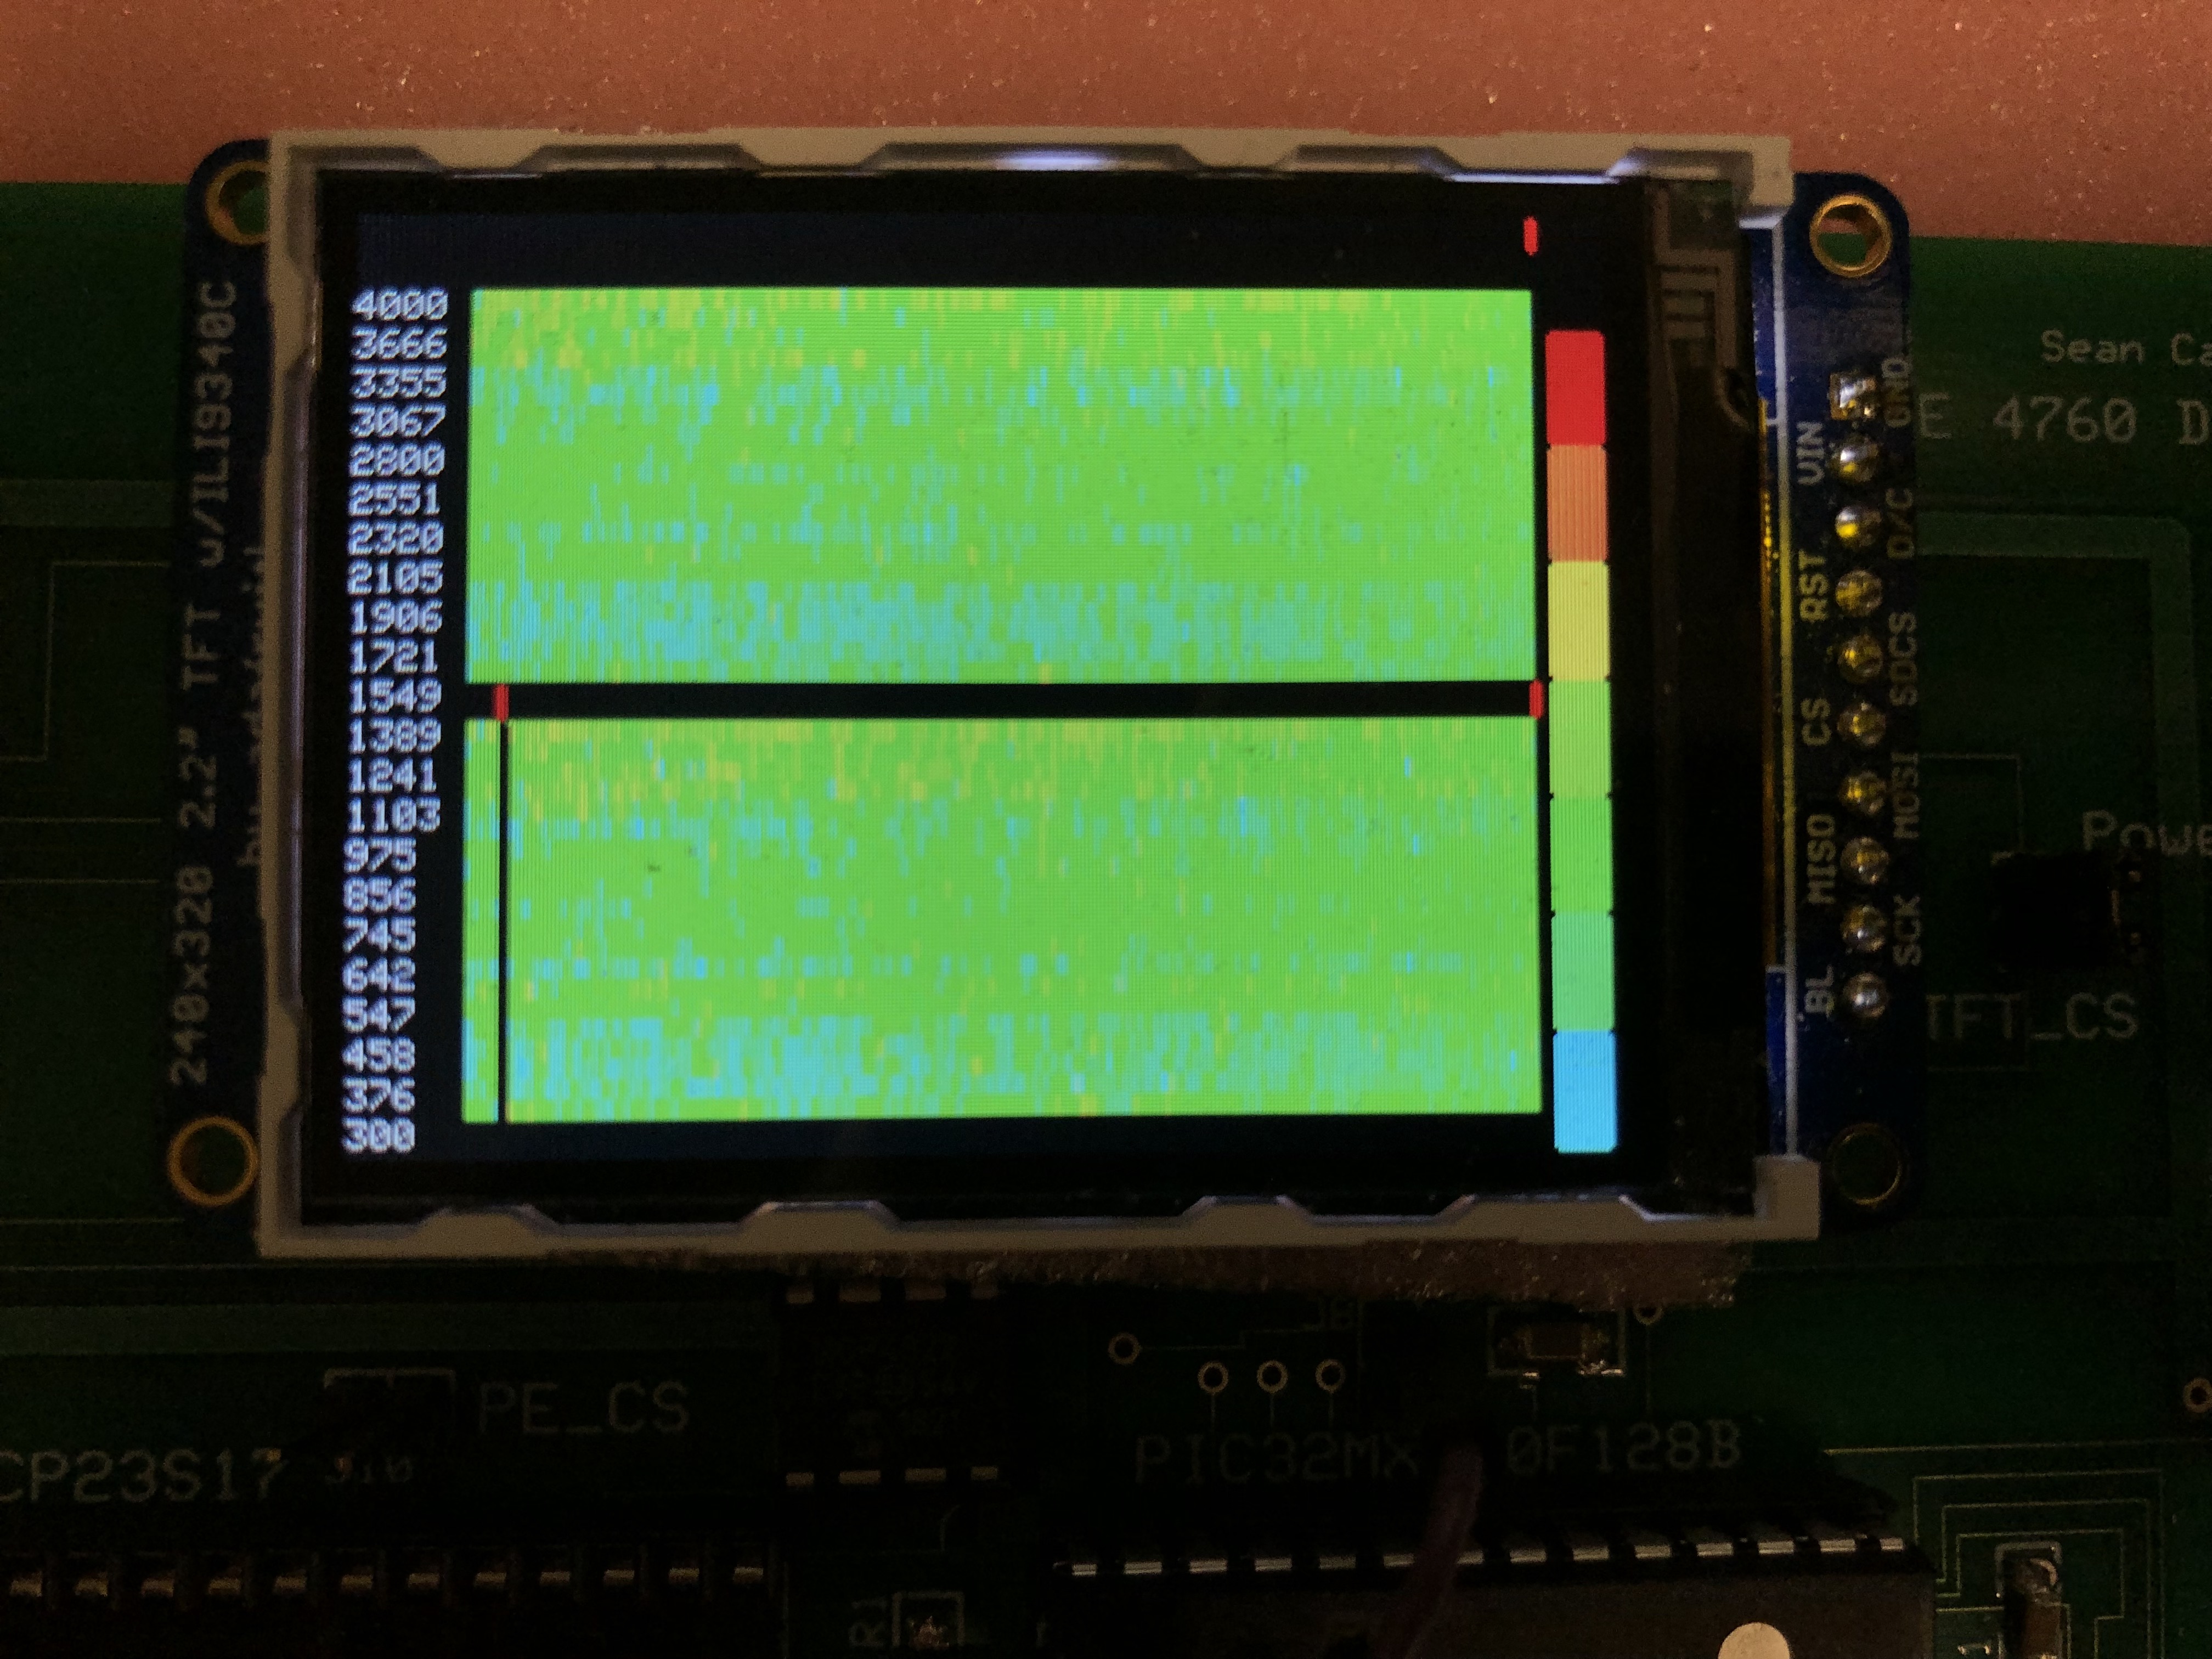 240x320 2.2" TFT w/ILI9340C
4000
3666
3355
3067
2800
2551
2320
2105
1906
1721
1549
1389
1241
1103
975
856
745
642
547
458
376
300
GND
VIN
D/C
RST
SDCS
CS
MOSI
MISO
SCK
BL
Sean Ca
E 4760 D
Powe
TFT_CS
PE_CS
CP23S17
PIC32MX
0F128B
R1